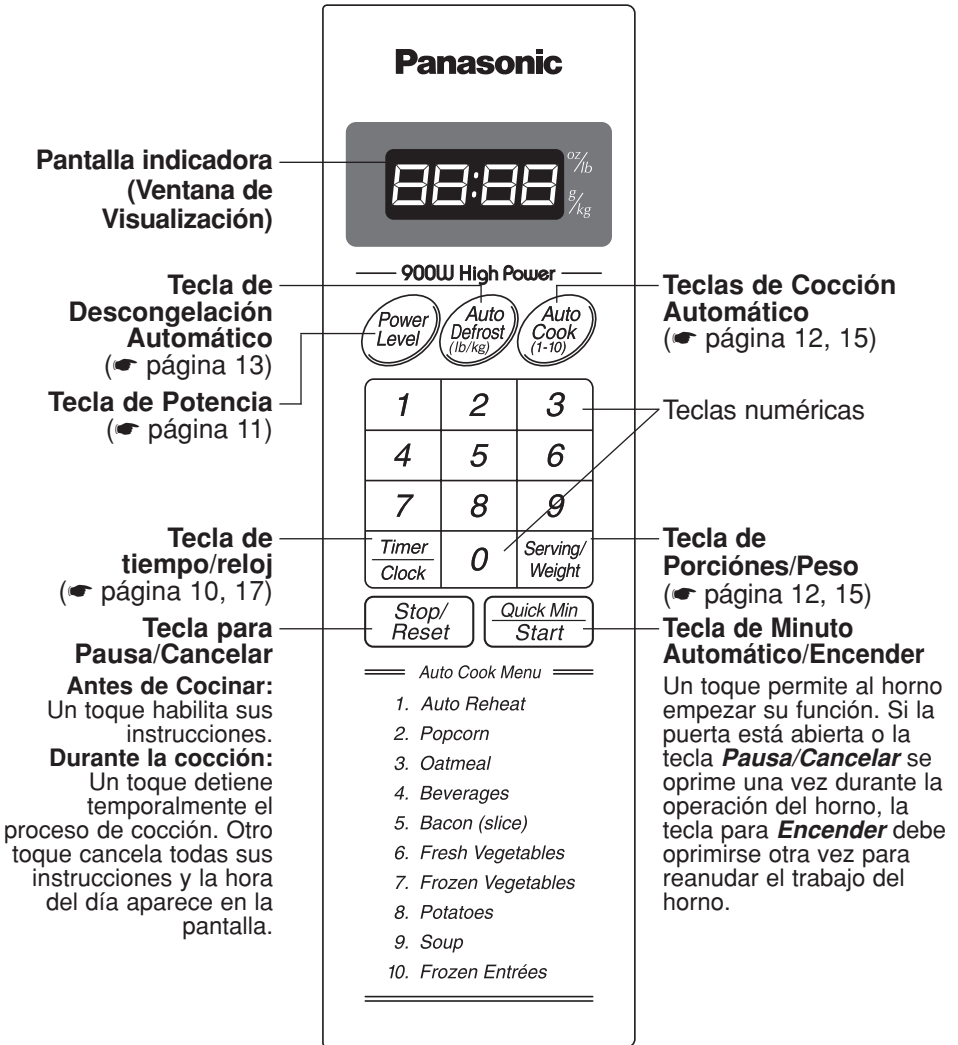 Panasonic
88:88
oz/lb
g/kg
900W High Power
Power
Level
Auto
Defrost
(lb/kg)
Auto
Cook
(1-10)
1 2 3
4 5 6
7 8 9
Timer
Clock
0
Serving/
Weight
Stop/
Reset
Quick Min
Start
Auto Cook Menu
1. Auto Reheat
2. Popcorn
3. Oatmeal
4. Beverages
5. Bacon (slice)
6. Fresh Vegetables
7. Frozen Vegetables
8. Potatoes
9. Soup
10. Frozen Entrées
Pantalla indicadora
(Ventana de
Visualización)
Tecla de
Descongelación
Automático
(☛ página 13)
Tecla de Potencia
(☛ página 11)
Tecla de
tiempo/reloj
(☛ página 10, 17)
Tecla para
Pausa/Cancelar
Antes de Cocinar:
Un toque habilita sus
instrucciones.
Durante la cocción:
Un toque detiene
temporalmente el
proceso de cocción. Otro
toque cancela todas sus
instrucciones y la hora
del día aparece en la
pantalla.
Teclas de Cocción
Automático
(☛ página 12, 15)
Teclas numéricas
Tecla de
Porciónes/Peso
(☛ página 12, 15)
Tecla de Minuto
Automático/Encender
Un toque permite al horno
empezar su función. Si la
puerta está abierta o la
tecla Pausa/Cancelar se
oprime una vez durante la
operación del horno, la
tecla para Encender debe
oprimirse otra vez para
reanudar el trabajo del
horno.